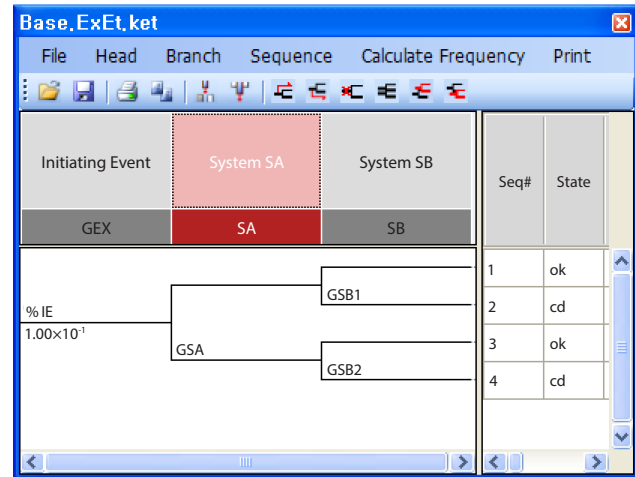 Base.ExEt.ket
File Head Branch Sequence Calculate Frequency Print
Initiating Event System SA System SB Seq# State
GEX SA SB
1 ok
GSB1
2 cd
% IE
1.00×10⁻¹
GSA
3 ok
GSB2
4 cd